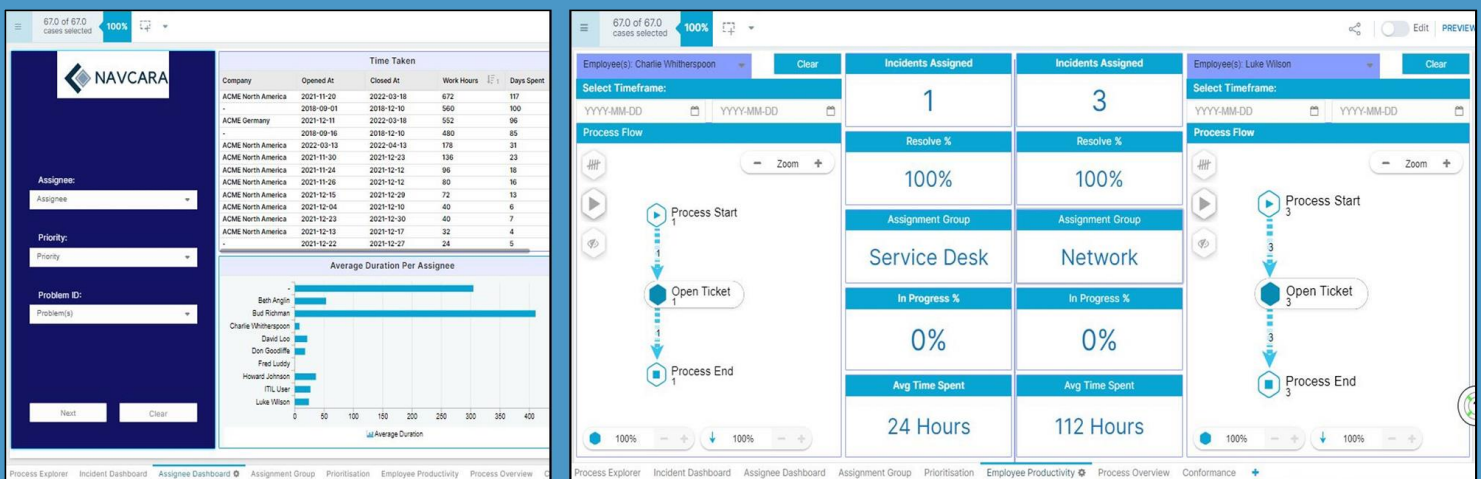 67.0 of 67.0
cases selected
100%
NAVCARA
Assignee:
Assignee
Priority:
Priority
Problem ID:
Problem(s)
Next Clear
Time Taken
Company Opened At Closed At Work Hours Days Spent
ACME North America 2021-11-20 2022-03-18 672 117
- 2018-09-01 2018-12-10 560 100
ACME Germany 2021-12-11 2022-03-18 552 96
- 2018-09-16 2018-12-10 480 85
ACME North America 2022-03-13 2022-04-13 178 31
ACME North America 2021-11-30 2021-12-23 136 23
ACME North America 2021-11-24 2021-12-12 96 18
ACME North America 2021-11-26 2021-12-12 80 16
ACME North America 2021-12-15 2021-12-29 72 13
ACME North America 2021-12-04 2021-12-10 40 6
ACME North America 2021-12-23 2021-12-30 40 7
ACME North America 2021-12-13 2021-12-17 32 4
- 2021-12-22 2021-12-27 24 5
Average Duration Per Assignee
-
Beth Anglin
Bud Richman
Charlie Whitherspoon
David Loo
Don Goodliffe
Fred Luddy
Howard Johnson
ITIL User
Luke Wilson
0 50 100 150 200 250 300 350 400
Average Duration
Process Explorer Incident Dashboard Assignee Dashboard Assignment Group Prioritisation Employee Productivity Process Overview
67.0 of 67.0
cases selected
100%
Edit PREVIEW
Employee(s): Charlie Whitherspoon Clear
Select Timeframe:
YYYY-MM-DD YYYY-MM-DD
Process Flow
- Zoom +
Process Start
1
1
Open Ticket
1
1
Process End
1
100% - + 100% - +
Incidents Assigned
1
Resolve %
100%
Assignment Group
Service Desk
In Progress %
0%
Avg Time Spent
24 Hours
Incidents Assigned
3
Resolve %
100%
Assignment Group
Network
In Progress %
0%
Avg Time Spent
112 Hours
Employee(s): Luke Wilson Clear
Select Timeframe:
YYYY-MM-DD YYYY-MM-DD
Process Flow
- Zoom +
Process Start
3
3
Open Ticket
3
3
Process End
3
100% - + 100% - +
Process Explorer Incident Dashboard Assignee Dashboard Assignment Group Prioritisation Employee Productivity Process Overview Conformance +